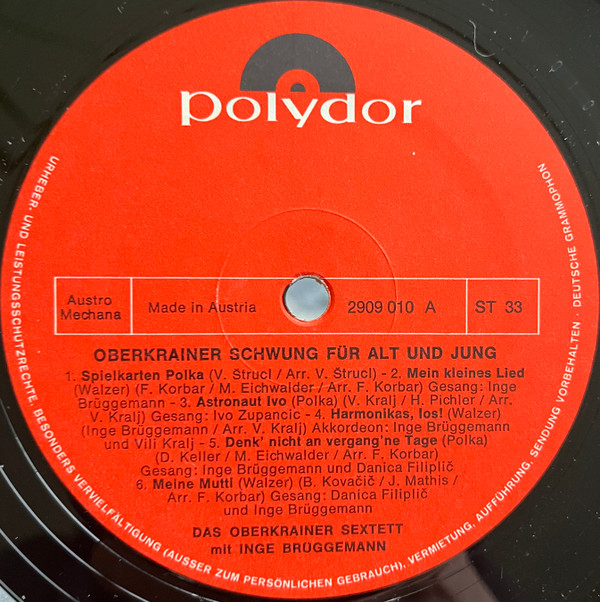 polydor
Austro
Mechana
Made in Austria
2909 010 A
ST 33
OBERKRAINER SCHWUNG FÜR ALT UND JUNG
1. Spielkarten Polka (V. Strucl / Arr. V. Strucl) - 2. Mein kleines Lied
(Walzer) (F. Korbar / M. Eichwalder / Arr. F. Korbar) Gesang: Inge
Brüggemann - 3. Astronaut Ivo (Polka) (V. Kralj / H. Pichler / Arr.
V. Kralj) Gesang: Ivo Zupancic - 4. Harmonikas, los! (Walzer)
(Inge Brüggemann / Arr. V. Kralj) Akkordeon: Inge Brüggemann
und Vili Kralj - 5. Denk' nicht an vergang'ne Tage (Polka)
(D. Keller / M. Eichwalder / Arr. F. Korbar)
Gesang: Inge Brüggemann und Danica Filiplič
6. Meine Mutti (Walzer) (B. Kovačič / J. Mathis /
Arr. F. Korbar) Gesang: Danica Filiplič
und Inge Brüggemann
DAS OBERKRAINER SEXTETT
mit INGE BRÜGGEMANN
URHEBER- UND LEISTUNGSSCHUTZRECHTE, BESONDERS VERVIELFÄLTIGUNG (AUSSER ZUM PERSÖNLICHEN GEBRAUCH), VERMIETUNG, AUFFÜHRUNG, SENDUNG VORBEHALTEN · DEUTSCHE GRAMMOPHON